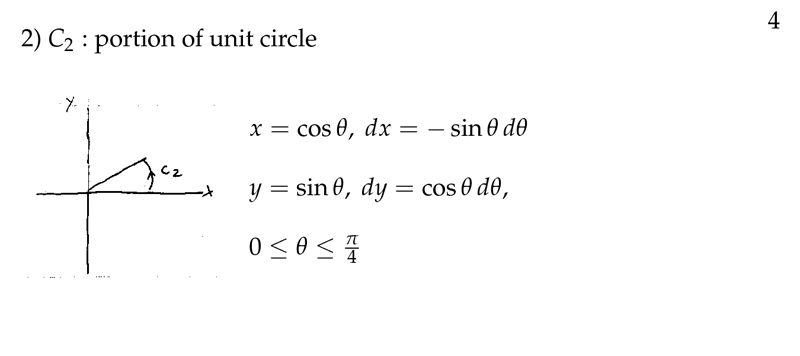 4
2) C₂ : portion of unit circle
y
C₂
x
x = cos θ, dx = − sin θ dθ
y = sin θ, dy = cos θ dθ,
0 ≤ θ ≤ π/4